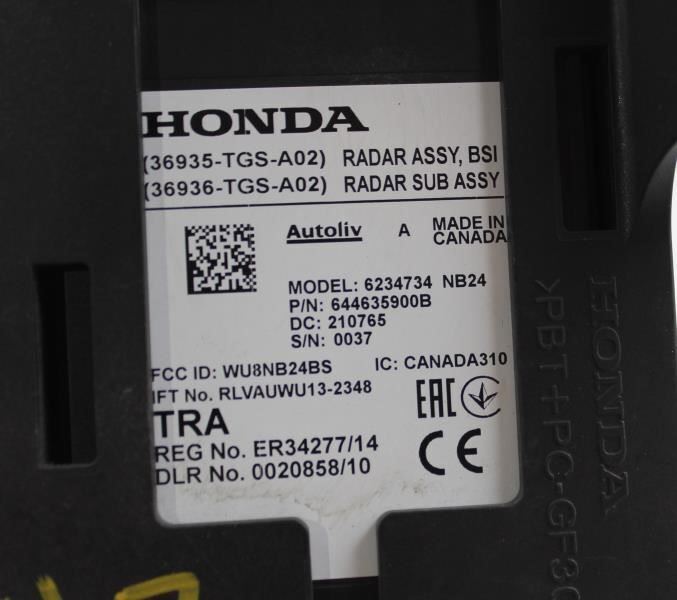 HONDA
(36935-TGS-A02) RADAR ASSY, BSI
(36936-TGS-A02) RADAR SUB ASSY
Autoliv A MADE IN
CANADA
MODEL: 6234734 NB24
P/N: 644635900B
DC: 210765
S/N: 0037
FCC ID: WU8NB24BS IC: CANADA310
IFT No. RLVAUWU13-2348
TRA
REG No. ER34277/14
DLR No. 0020858/10
EAC
CE
HONDA
>PBT+PC-GF30